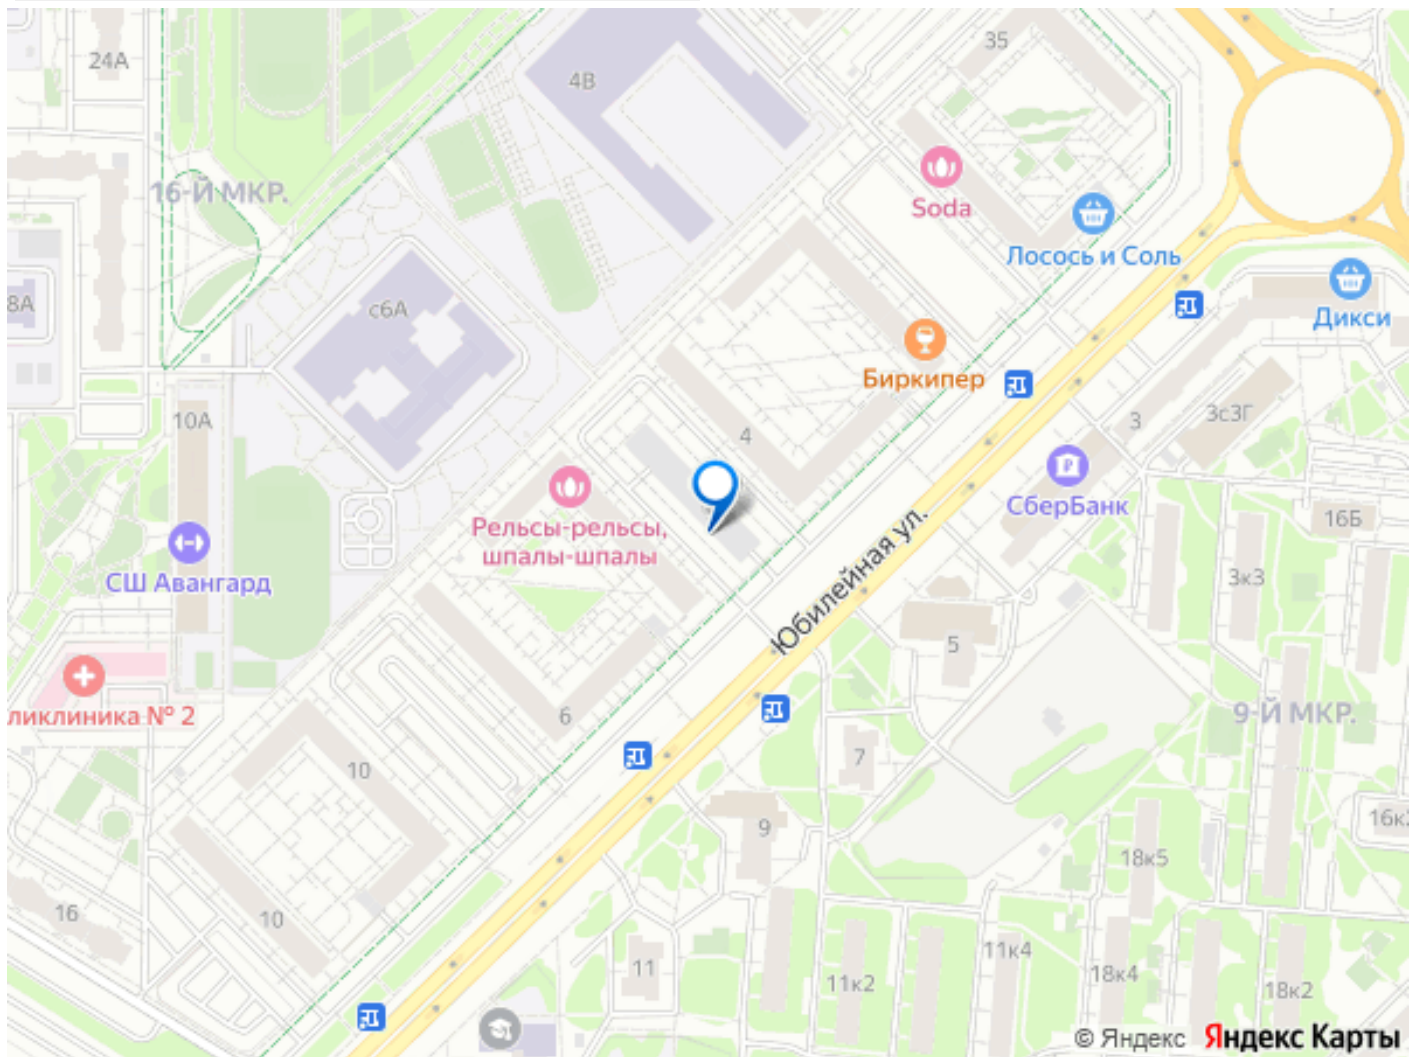 24А
4В
35
16-Й МКР.
Soda
Лосось и Соль
8А
с6А
Дикси
Биркипер
10А
4
3
3с3Г
СберБанк
Рельсы-рельсы,
шпалы-шпалы
16Б
СШ Авангард
Юбилейная ул.
3к3
5
ликлиника № 2
6
9-Й МКР.
7
10
9
16к2
18к5
16
10
11
11к4
11к2
18к4
18к2
© Яндекс Яндекс Карты